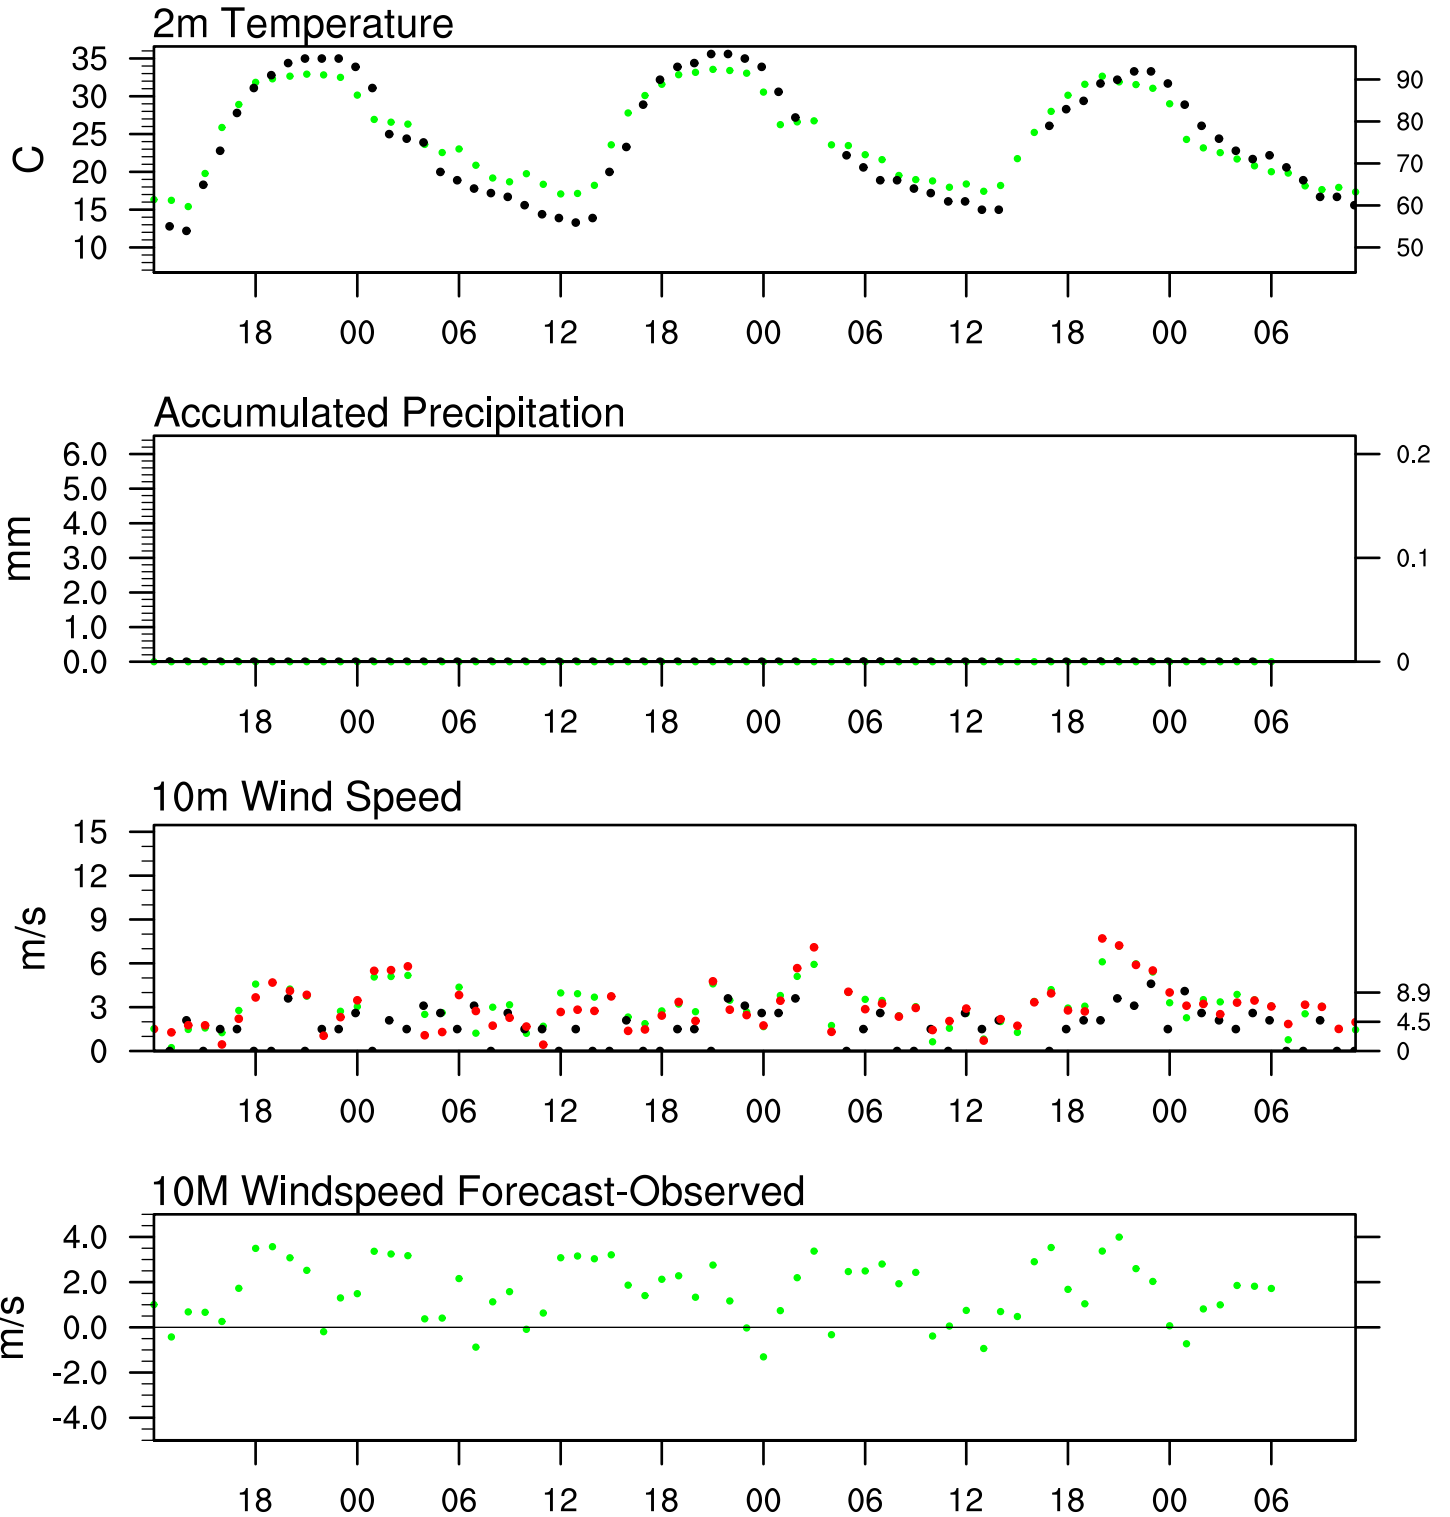 2m Temperature
35
30
25
20
15
10
C
90
80
70
60
50
18 00 06 12 18 00 06 12 18 00 06
Accumulated Precipitation
6.0
5.0
4.0
3.0
2.0
1.0
0.0
mm
0.2
0.1
0
18 00 06 12 18 00 06 12 18 00 06
10m Wind Speed
15
12
9
6
3
0
m/s
8.9
4.5
0
18 00 06 12 18 00 06 12 18 00 06
10M Windspeed Forecast-Observed
4.0
2.0
0.0
-2.0
-4.0
m/s
18 00 06 12 18 00 06 12 18 00 06